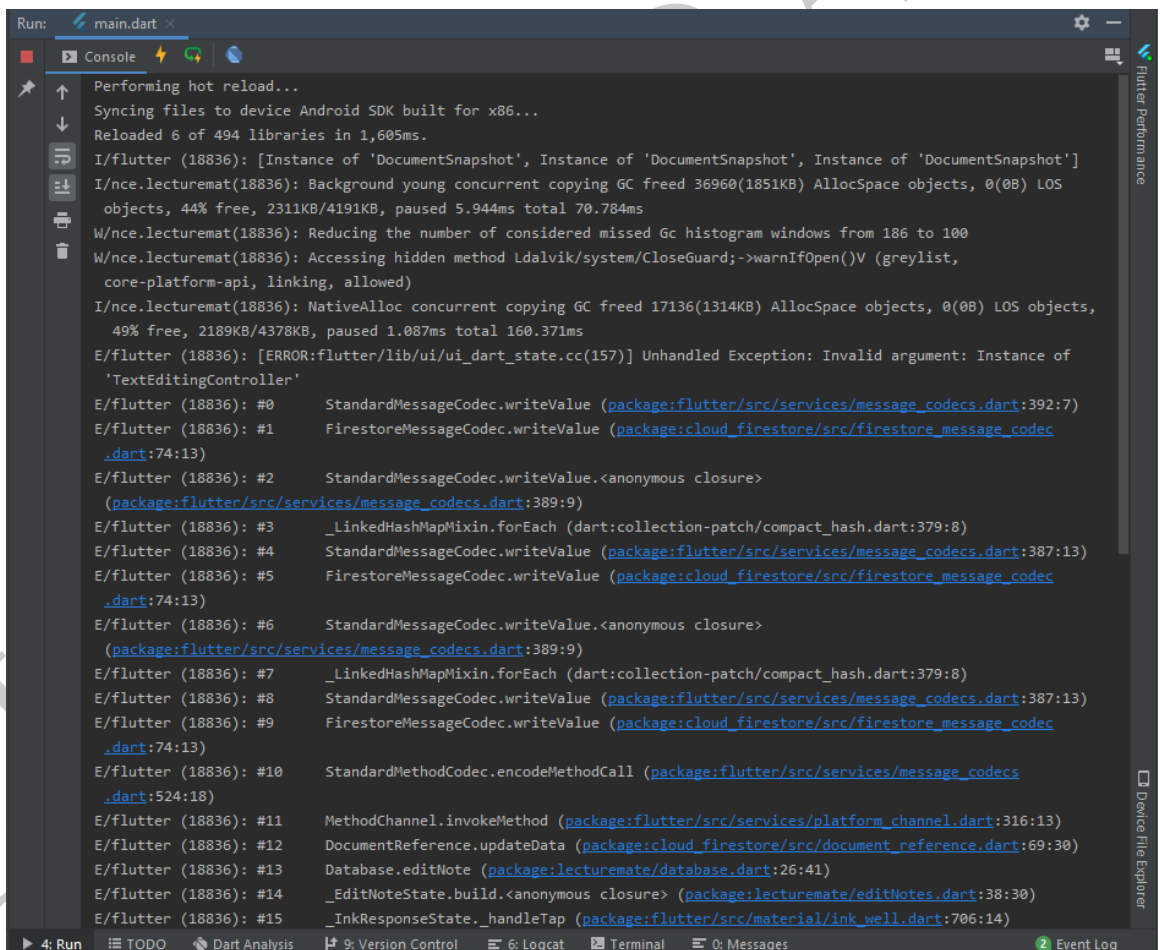 Run: main.dart
Console
Performing hot reload...
Syncing files to device Android SDK built for x86...
Reloaded 6 of 494 libraries in 1,605ms.
I/flutter (18836): [Instance of 'DocumentSnapshot', Instance of 'DocumentSnapshot', Instance of 'DocumentSnapshot']
I/nce.lecturemat(18836): Background young concurrent copying GC freed 36960(1851KB) AllocSpace objects, 0(0B) LOS
objects, 44% free, 2311KB/4191KB, paused 5.944ms total 70.784ms
W/nce.lecturemat(18836): Reducing the number of considered missed Gc histogram windows from 186 to 100
W/nce.lecturemat(18836): Accessing hidden method Ldalvik/system/CloseGuard;->warnIfOpen()V (greylist,
core-platform-api, linking, allowed)
I/nce.lecturemat(18836): NativeAlloc concurrent copying GC freed 17136(1314KB) AllocSpace objects, 0(0B) LOS objects,
49% free, 2189KB/4378KB, paused 1.087ms total 160.371ms
E/flutter (18836): [ERROR:flutter/lib/ui/ui_dart_state.cc(157)] Unhandled Exception: Invalid argument: Instance of
'TextEditingController'
E/flutter (18836): #0 StandardMessageCodec.writeValue (package:flutter/src/services/message_codecs.dart:392:7)
E/flutter (18836): #1 FirestoreMessageCodec.writeValue (package:cloud_firestore/src/firestore_message_codec
.dart:74:13)
E/flutter (18836): #2 StandardMessageCodec.writeValue.<anonymous closure>
(package:flutter/src/services/message_codecs.dart:389:9)
E/flutter (18836): #3 _LinkedHashMapMixin.forEach (dart:collection-patch/compact_hash.dart:379:8)
E/flutter (18836): #4 StandardMessageCodec.writeValue (package:flutter/src/services/message_codecs.dart:387:13)
E/flutter (18836): #5 FirestoreMessageCodec.writeValue (package:cloud_firestore/src/firestore_message_codec
.dart:74:13)
E/flutter (18836): #6 StandardMessageCodec.writeValue.<anonymous closure>
(package:flutter/src/services/message_codecs.dart:389:9)
E/flutter (18836): #7 _LinkedHashMapMixin.forEach (dart:collection-patch/compact_hash.dart:379:8)
E/flutter (18836): #8 StandardMessageCodec.writeValue (package:flutter/src/services/message_codecs.dart:387:13)
E/flutter (18836): #9 FirestoreMessageCodec.writeValue (package:cloud_firestore/src/firestore_message_codec
.dart:74:13)
E/flutter (18836): #10 StandardMethodCodec.encodeMethodCall (package:flutter/src/services/message_codecs
.dart:524:18)
E/flutter (18836): #11 MethodChannel.invokeMethod (package:flutter/src/services/platform_channel.dart:316:13)
E/flutter (18836): #12 DocumentReference.updateData (package:cloud_firestore/src/document_reference.dart:69:30)
E/flutter (18836): #13 Database.editNote (package:lecturemate/database.dart:26:41)
E/flutter (18836): #14 _EditNoteState.build.<anonymous closure> (package:lecturemate/editNotes.dart:38:30)
E/flutter (18836): #15 _InkResponseState._handleTap (package:flutter/src/material/ink_well.dart:706:14)
4: Run TODO Dart Analysis 9: Version Control 6: Logcat Terminal 0: Messages 2 Event Log
Flutter Performance
Device File Explorer